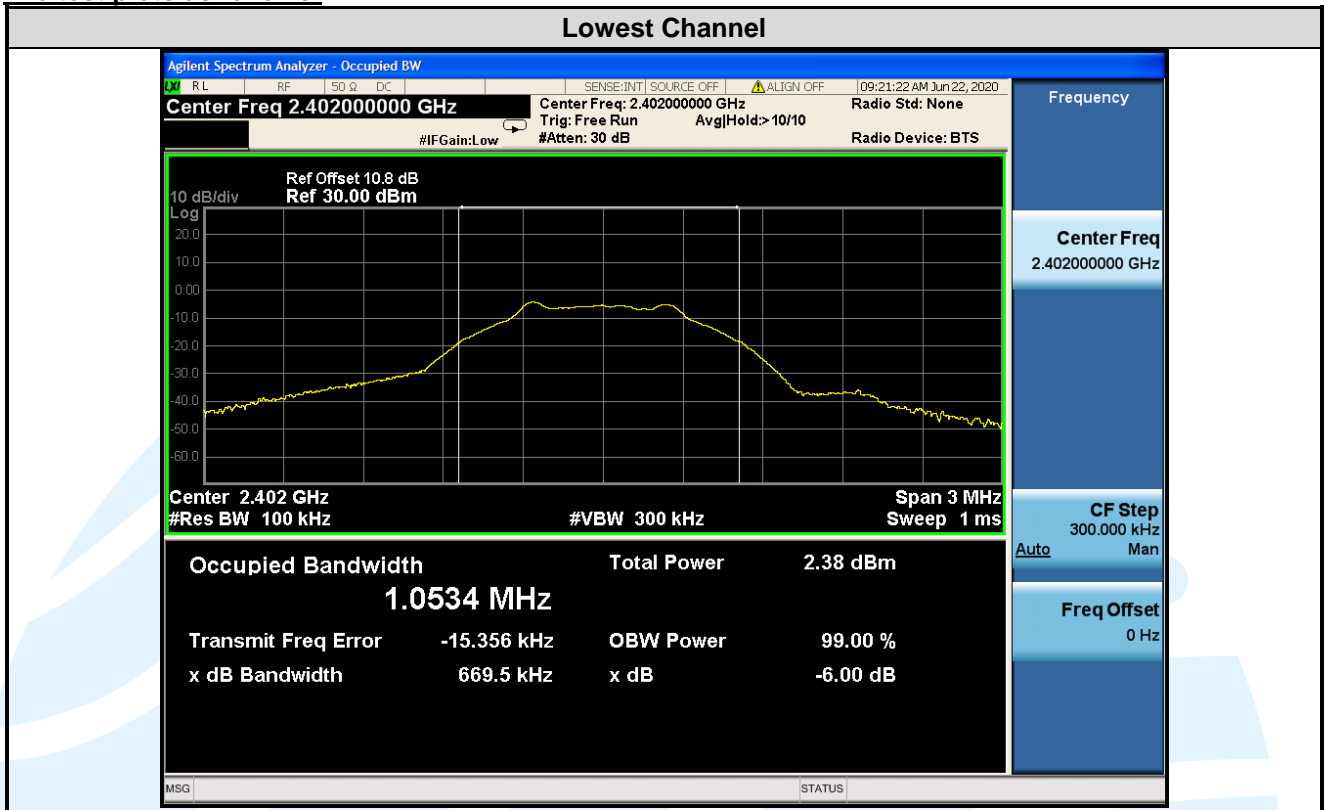 Lowest Channel
Agilent Spectrum Analyzer - Occupied BW
LXI RL RF 50 Ω DC SENSE:INT SOURCE OFF ALIGN OFF 09:21:22 AM Jun 22, 2020
Center Freq 2.402000000 GHz Center Freq: 2.402000000 GHz Radio Std: None
Trig: Free Run Avg|Hold:>10/10
#IFGain:Low #Atten: 30 dB Radio Device: BTS
Frequency
Ref Offset 10.8 dB
10 dB/div Ref 30.00 dBm
Log
20.0
10.0
0.00
-10.0
-20.0
-30.0
-40.0
-50.0
-60.0
Center 2.402 GHz Span 3 MHz
#Res BW 100 kHz #VBW 300 kHz Sweep 1 ms
Occupied Bandwidth Total Power 2.38 dBm
1.0534 MHz
Transmit Freq Error -15.356 kHz OBW Power 99.00 %
x dB Bandwidth 669.5 kHz x dB -6.00 dB
Center Freq
2.402000000 GHz
CF Step
300.000 kHz
Auto Man
Freq Offset
0 Hz
MSG STATUS